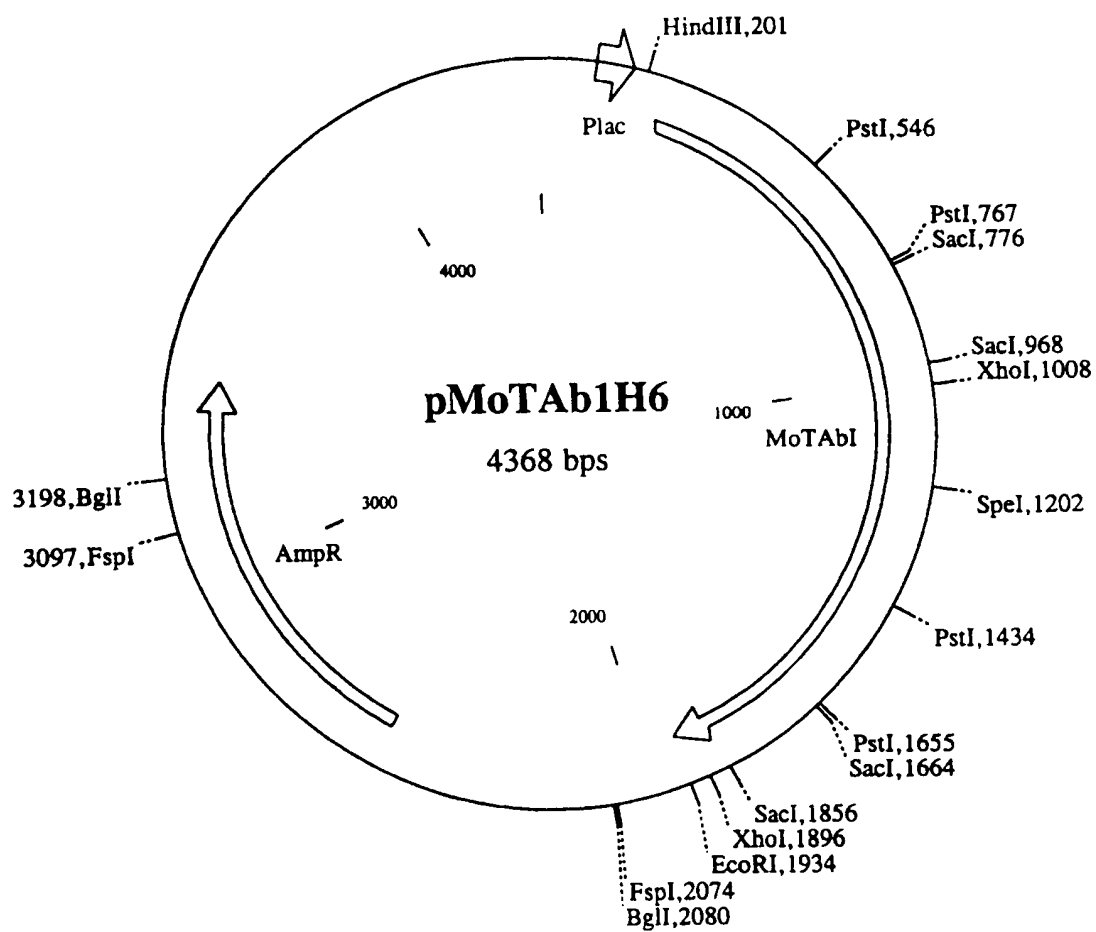 HindIII,201
Plac
PstI,546
PstI,767
SacI,776
4000
SacI,968
XhoI,1008
pMoTAb1H6
1000
MoTAbI
4368 bps
3198,BglI
3000
SpeI,1202
3097,FspI
AmpR
2000
PstI,1434
PstI,1655
SacI,1664
SacI,1856
XhoI,1896
EcoRI,1934
FspI,2074
BglI,2080